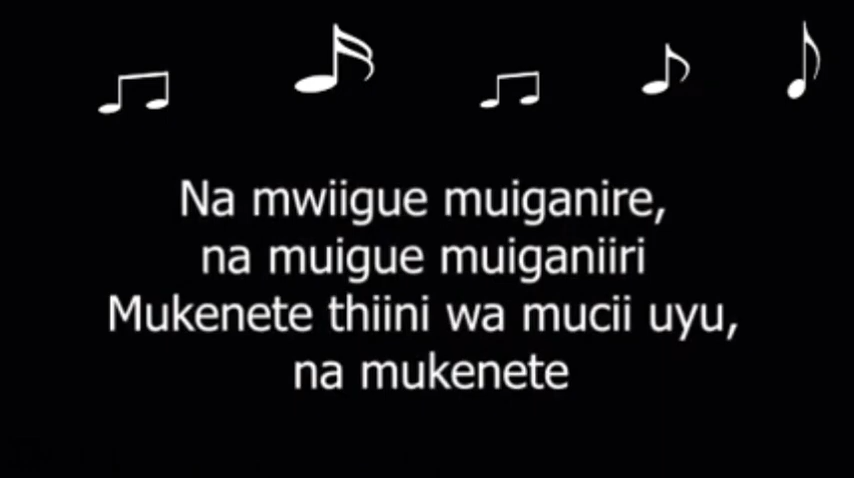 Na mwiigue muiganire,
na muigue muiganiiri
Mukenete thiini wa mucii uyu,
na mukenete